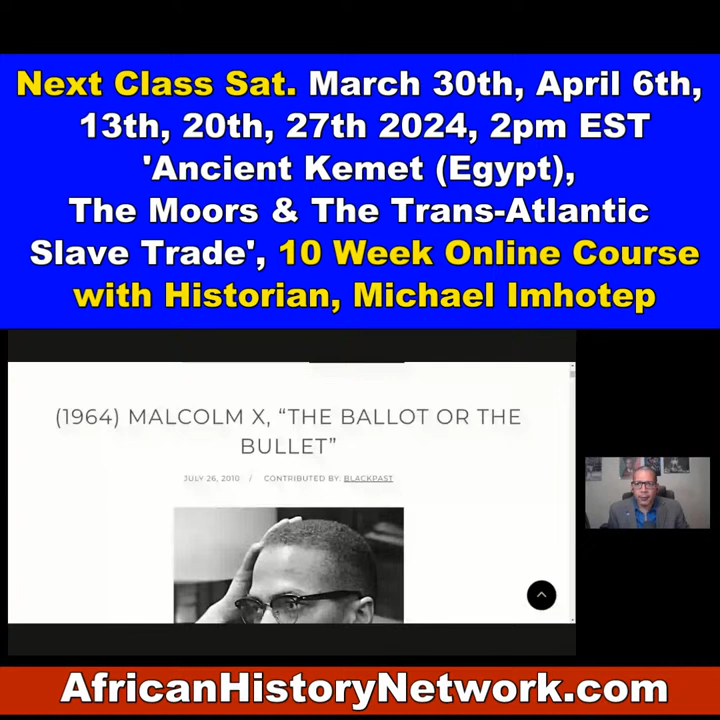 Next Class Sat. March 30th, April 6th,
13th, 20th, 27th 2024, 2pm EST
'Ancient Kemet (Egypt),
The Moors & The Trans-Atlantic
Slave Trade', 10 Week Online Course
with Historian, Michael Imhotep
(1964) MALCOLM X, “THE BALLOT OR THE
BULLET”
JULY 26, 2010 / CONTRIBUTED BY: BLACKPAST
AfricanHistoryNetwork.com